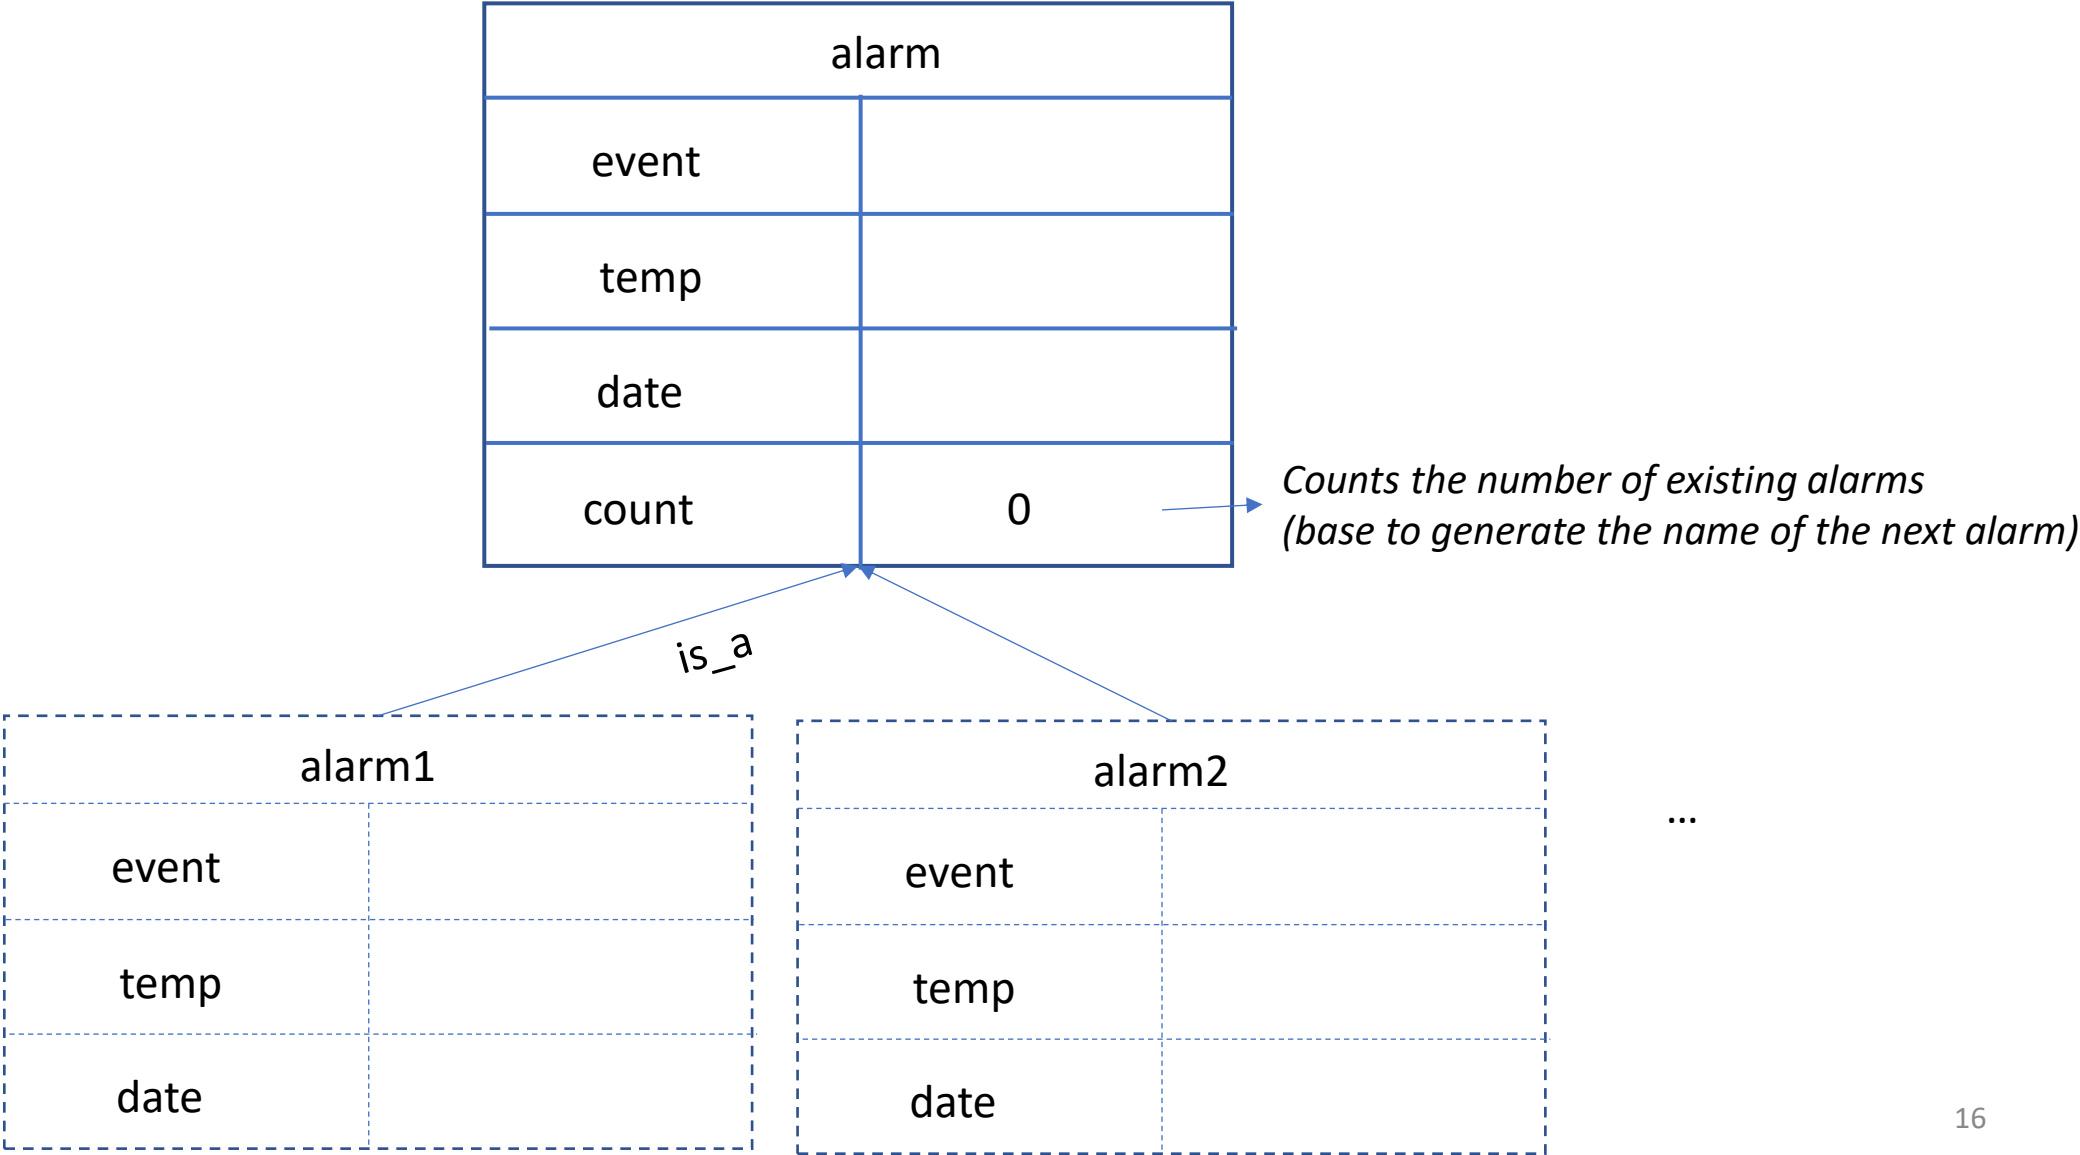 alarm
event
temp
date
count 0
Counts the number of existing alarms
(base to generate the name of the next alarm)
is_a
alarm1
event
temp
date
alarm2
event
temp
date
...
16